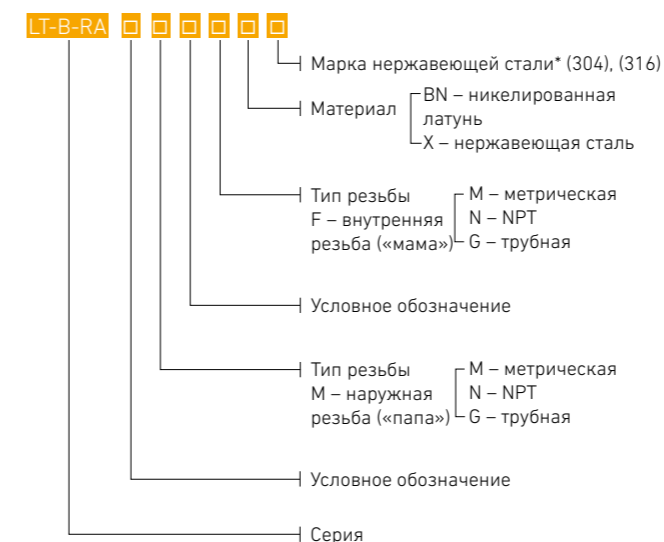 LT-B-RA □ □ □ □ □ □
Марка нержавеющей стали* (304), (316)
Материал
BN – никелированная
латунь
X – нержавеющая сталь
Тип резьбы
F – внутренняя
резьба («мама»)
M – метрическая
N – NPT
G – трубная
Условное обозначение
Тип резьбы
M – наружная
резьба («папа»)
M – метрическая
N – NPT
G – трубная
Условное обозначение
Серия